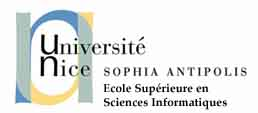 université
nice SOPHIA ANTIPOLIS
Ecole Supérieure en
Sciences Informatiques